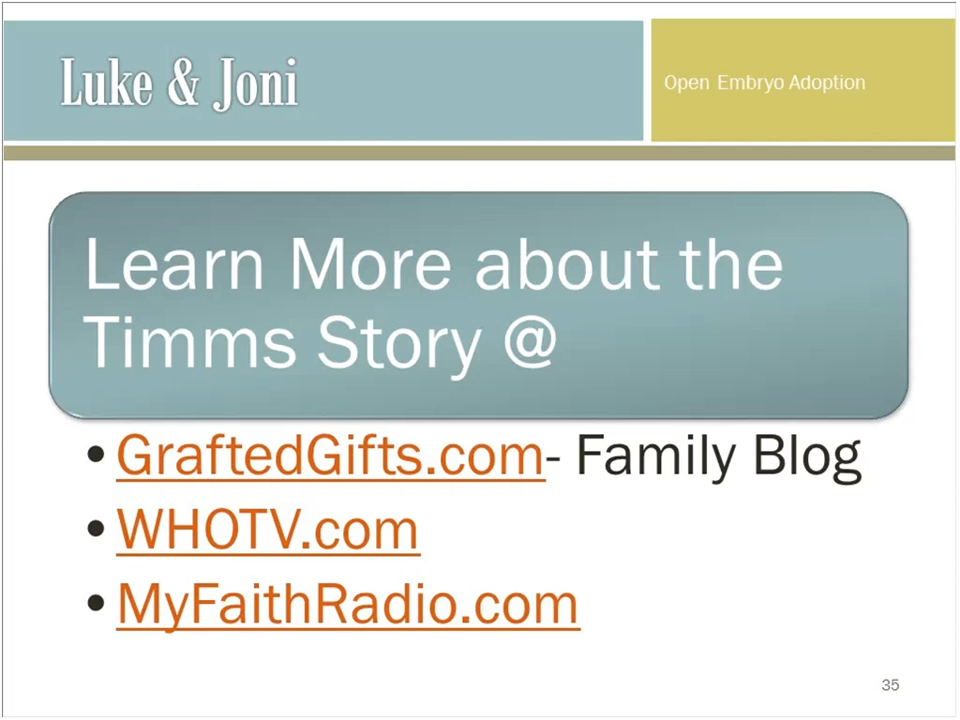 Luke & Joni
Open Embryo Adoption
Learn More about the
Timms Story @
•GraftedGifts.com- Family Blog
•WHOTV.com
•MyFaithRadio.com
35